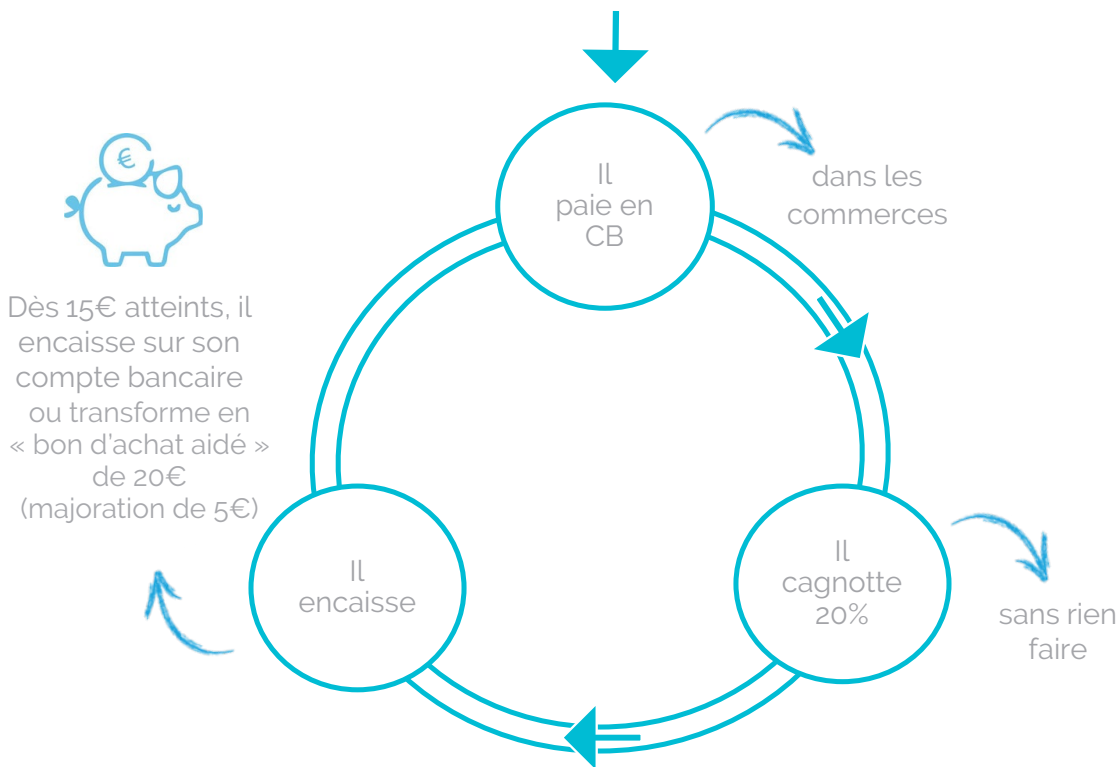 Il
paie en
CB
dans les
commerces
€
Dès 15€ atteints, il
encaisse sur son
compte bancaire
ou transforme en
« bon d'achat aidé »
de 20€
(majoration de 5€)
Il
encaisse
Il
cagnotte
20%
sans rien
faire